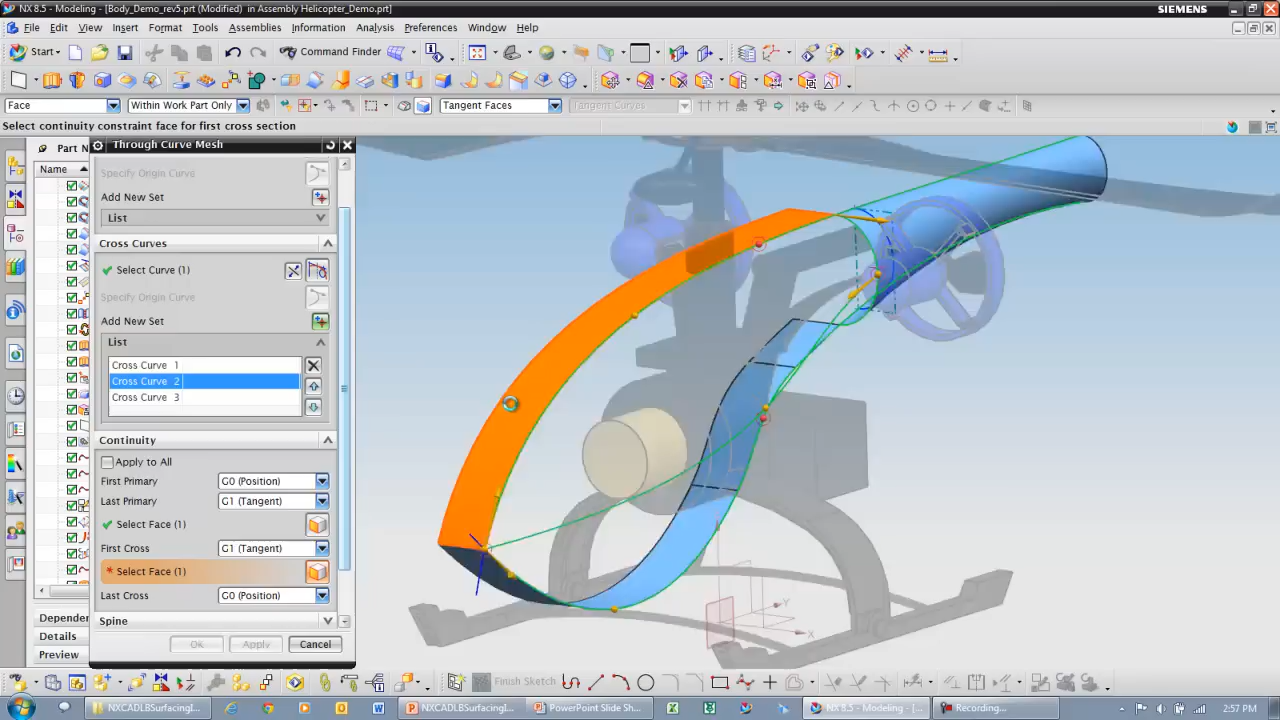 NX 8.5 - Modeling - [Body_Demo_rev5.prt (Modified)  in Assembly Helicopter_Demo.prt]
SIEMENS
File Edit View Insert Format Tools Assemblies Information Analysis Preferences Window Help
Start Command Finder
Face Within Work Part Only Tangent Faces Tangent Curves
Select continuity constraint face for first cross section
Part N
Name
Through Curve Mesh
Specify Origin Curve
Add New Set
List
Cross Curves
Select Curve (1)
Specify Origin Curve
Add New Set
List
Cross Curve 1
Cross Curve 2
Cross Curve 3
Continuity
Apply to All
First Primary G0 (Position)
Last Primary G1 (Tangent)
Select Face (1)
First Cross G1 (Tangent)
* Select Face (1)
Last Cross G0 (Position)
Spine
OK Apply Cancel
Depende
Details
Preview
Y
X
Finish Sketch
NXCADLBSurfacingI... NXCADLBSurfacingI... PowerPoint Slide Sh... NX 8.5 - Modeling - ... Recording...
2:57 PM